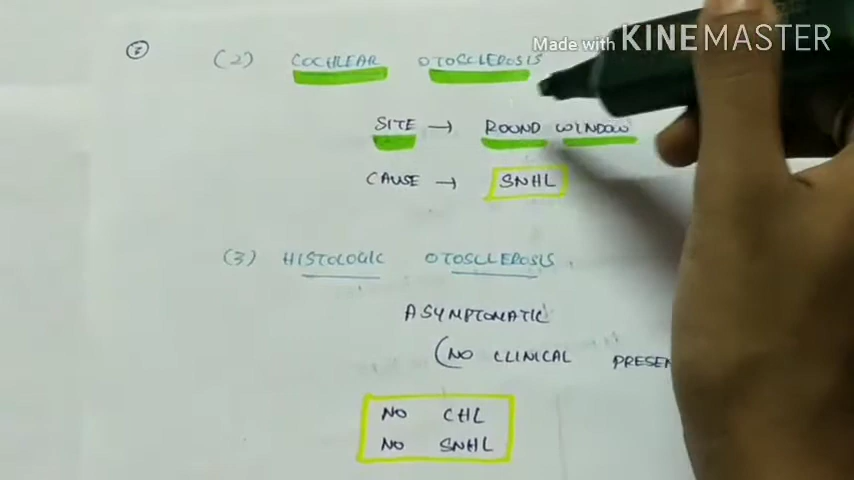 Made with KINEMASTER
(2) COCHLEAR OTOSCLEROSIS
SITE → ROUND WINDOW
CAUSE → SNHL
(3) HISTOLOGIC OTOSCLEROSIS
ASYMPTOMATIC
(NO CLINICAL PRESEN
NO CHL
NO SNHL